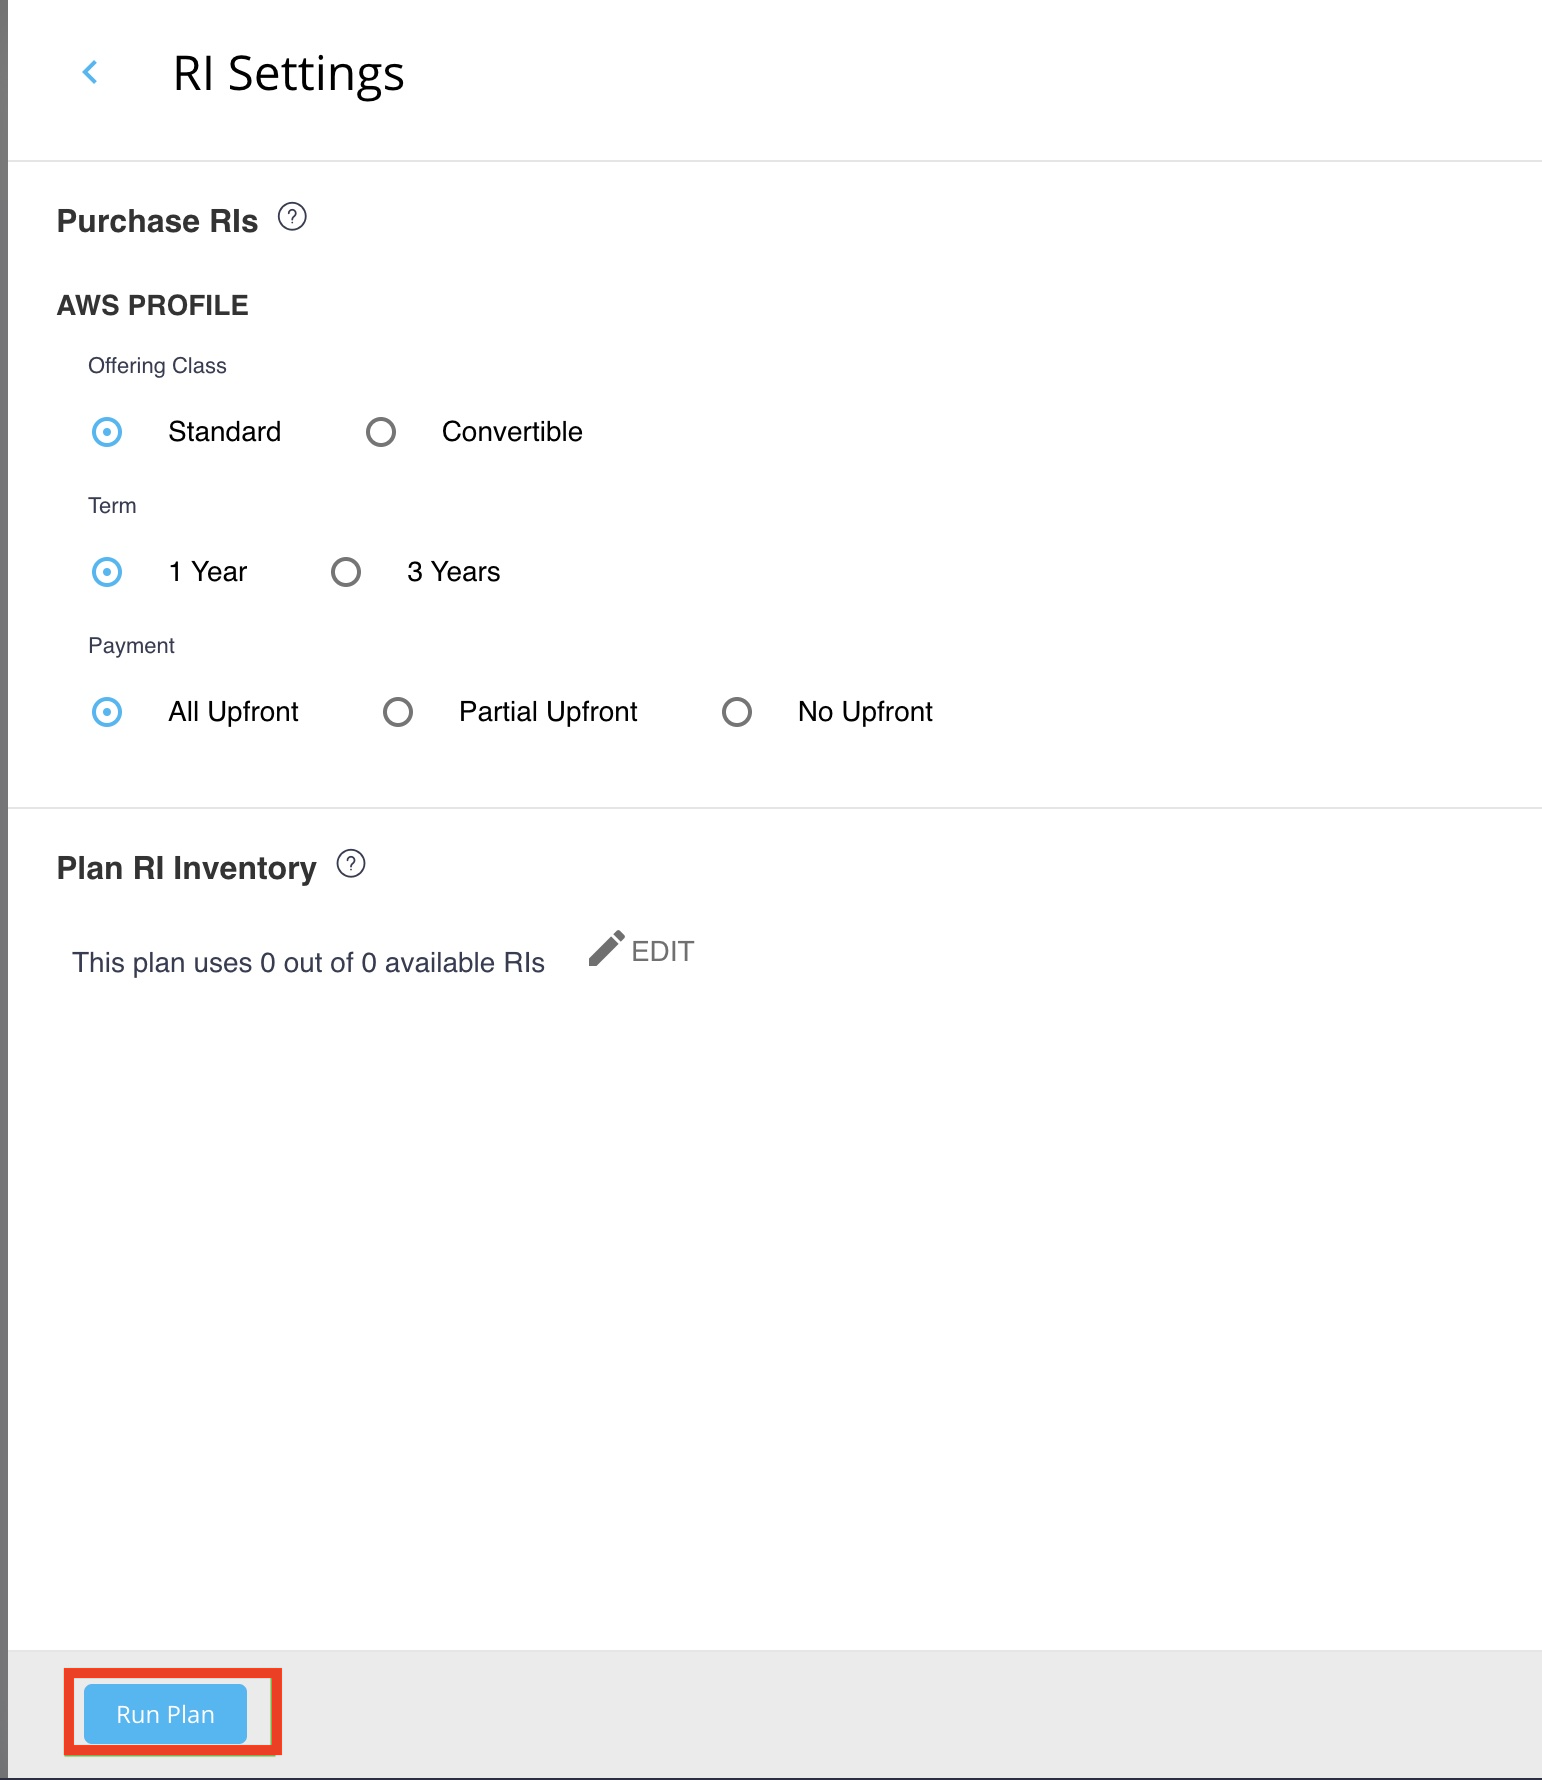 RI Settings
Purchase RIs ?
AWS PROFILE
Offering Class
Standard Convertible
Term
1 Year 3 Years
Payment
All Upfront Partial Upfront No Upfront
Plan RI Inventory ?
This plan uses 0 out of 0 available RIs EDIT
Run Plan